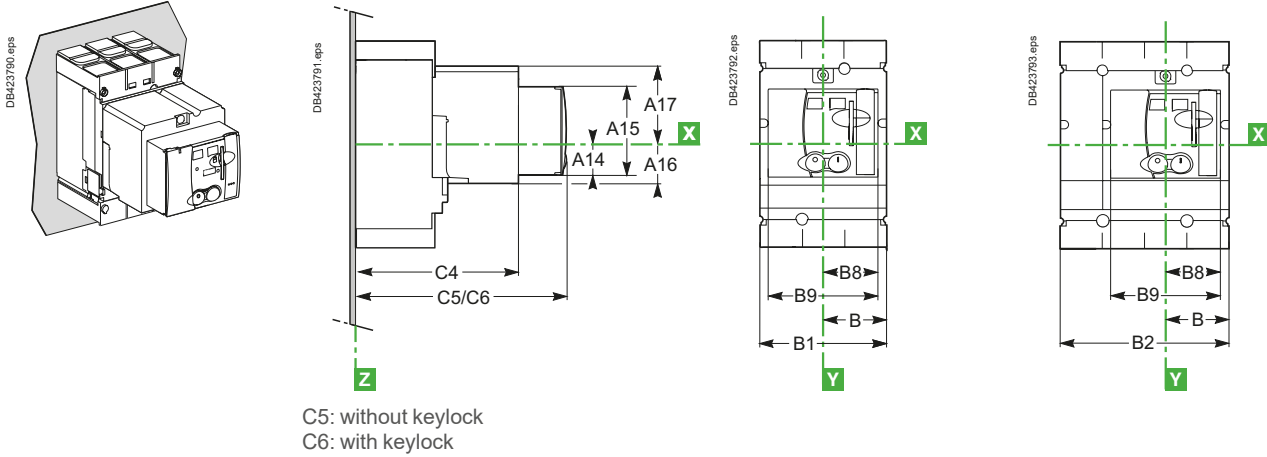 DB423790.eps
DB423791.eps
A17
A15
X
A14
A16
C4
C5/C6
Z
C5: without keylock
C6: with keylock
DB423792.eps
X
B8
B9
B
B1
Y
DB423793.eps
X
B8
B9
B
B2
Y